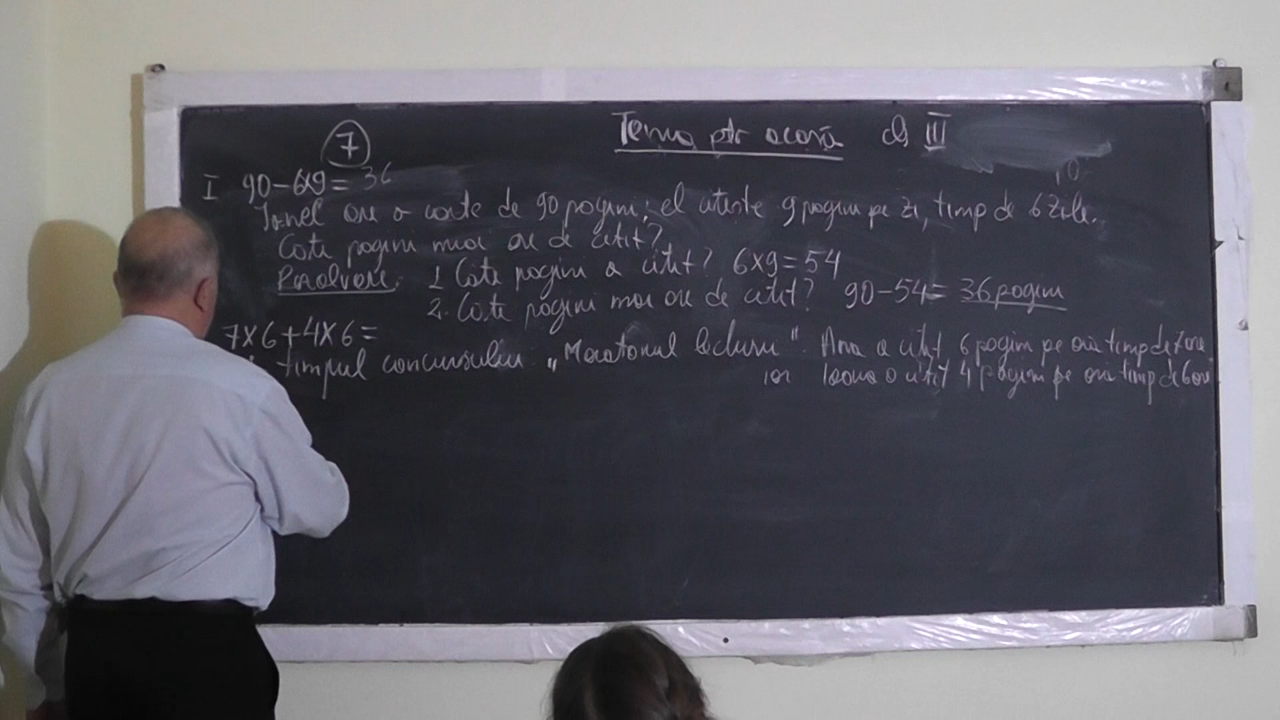 Tema ptr acasă cls III
7
I 90-6x9= 36
10
Ionel are o carte de 90 pagini; el citește 9 pagini pe zi, timp de 6 zile.
Câte pagini mai are de citit?
Rezolvare: 1. Câte pagini a citit? 6x9=54
2. Câte pagini mai are de citit? 90-54= 36 pagini
7x6+4x6=
timpul concursului „Maratonul lecturii". Ana a citit 6 pagini pe oră timp de 7 ore
iar Ioana a citit 4 pagini pe oră timp de 6 ore